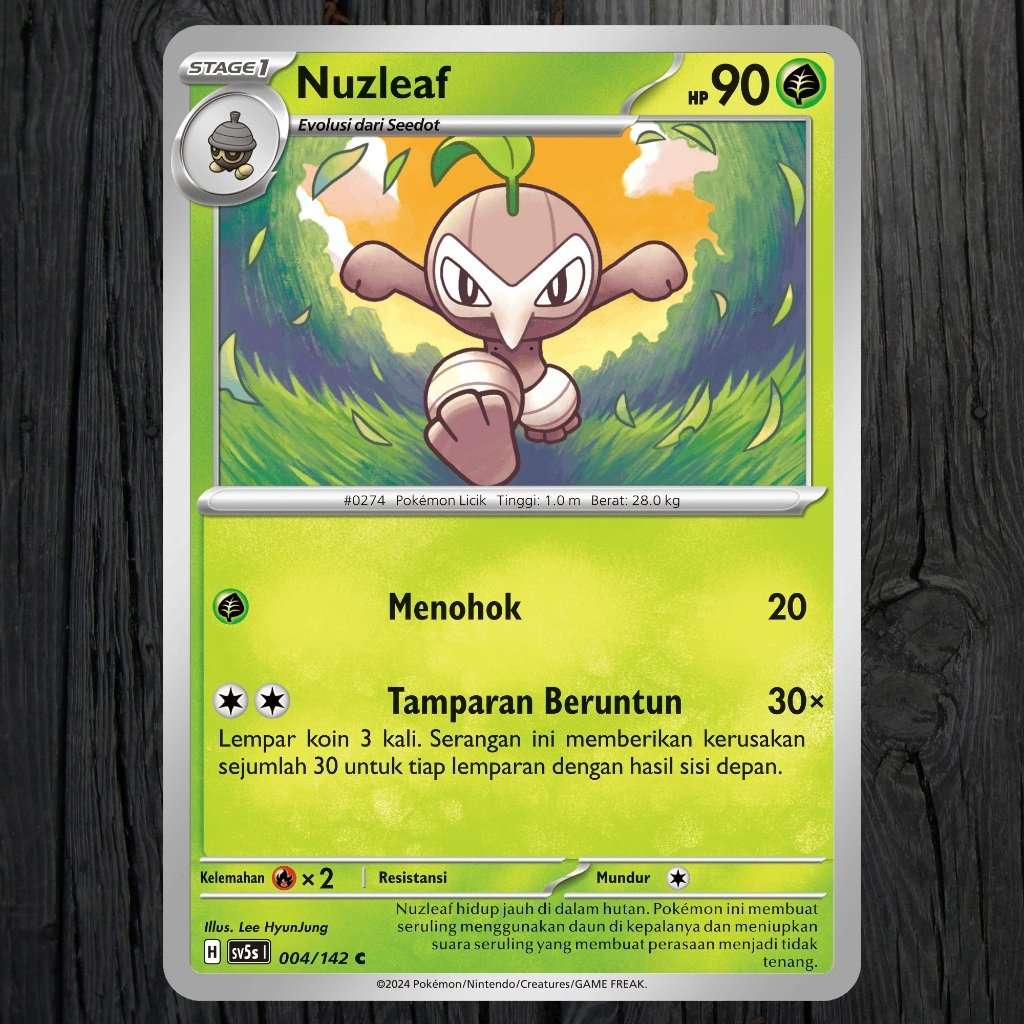 STAGE1
Nuzleaf
HP 90
Evolusi dari Seedot
#0274 Pokémon Licik Tinggi: 1.0 m Berat: 28.0 kg
Menohok 20
Tamparan Beruntun 30×
Lempar koin 3 kali. Serangan ini memberikan kerusakan
sejumlah 30 untuk tiap lemparan dengan hasil sisi depan.
Kelemahan ×2 Resistansi Mundur
Nuzleaf hidup jauh di dalam hutan. Pokémon ini membuat
seruling menggunakan daun di kepalanya dan meniupkan
suara seruling yang membuat perasaan menjadi tidak
tenang.
Illus. Lee HyunJung
H sv5s I 004/142 C
©2024 Pokémon/Nintendo/Creatures/GAME FREAK.